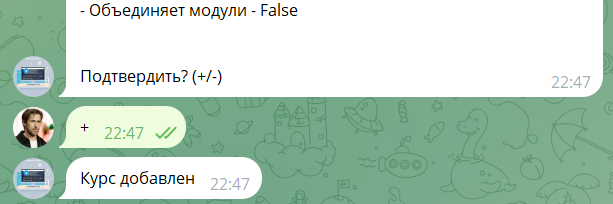 - Объединяет модули - False
Подтвердить? (+/-)
22:47
+ 22:47
Курс добавлен 22:47